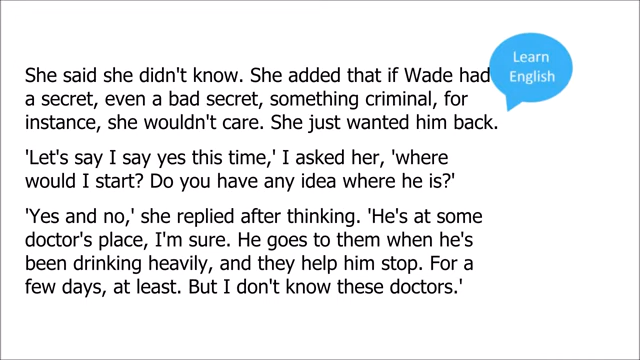 Learn
English
She said she didn't know. She added that if Wade had
a secret, even a bad secret, something criminal, for
instance, she wouldn't care. She just wanted him back.
'Let's say I say yes this time,' I asked her, 'where
would I start? Do you have any idea where he is?'
'Yes and no,' she replied after thinking. 'He's at some
doctor's place, I'm sure. He goes to them when he's
been drinking heavily, and they help him stop. For a
few days, at least. But I don't know these doctors.'